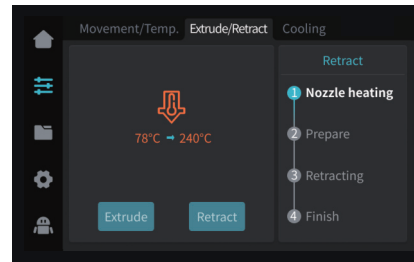 Movement/Temp. Extrude/Retract Cooling
Retract
1 Nozzle heating
78°C → 240°C
2 Prepare
3 Retracting
Extrude Retract
4 Finish